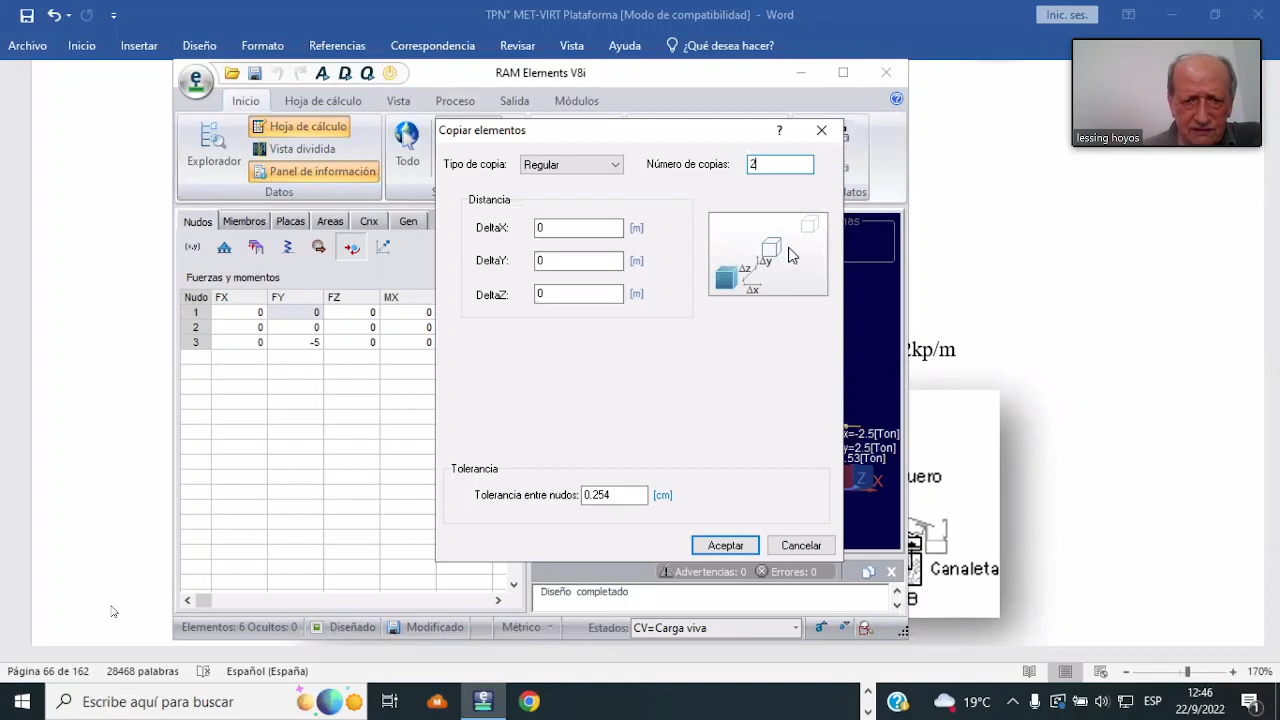 TPN" MET-VIRT Plataforma [Modo de compatibilidad] - Word
Inic. ses.
Archivo Inicio Insertar Diseño Formato Referencias Correspondencia Revisar Vista Ayuda ¿Qué desea hacer?
RAM Elements V8i
Inicio Hoja de cálculo Vista Proceso Salida Módulos
Explorador
Hoja de cálculo
Vista dividida
Panel de información
Datos
Todo
Copiar elementos
Tipo de copia: Regular
Número de copias: 2
Distancia
DeltaX: 0 [m]
DeltaY: 0 [m]
DeltaZ: 0 [m]
Δz Δy
Δx
Tolerancia
Tolerancia entre nudos: 0.254 [cm]
Aceptar Cancelar
lessing hoyos
Nudos Miembros Placas Areas Cnx Gen
Fuerzas y momentos
Nudo FX FY FZ MX
1 0 0 0 0
2 0 0 0 0
3 0 -5 0 0
2kp/m
x=-2.5[Ton]
y=2.5[Ton]
.53[Ton]
Z X
uero
Canaleta
B
Advertencias: 0 Errores: 0
Diseño completado
Elementos: 6 Ocultos: 0 Diseñado Modificado Métrico Estados: CV=Carga viva
Página 66 de 162 28468 palabras Español (España) 170%
Escribe aquí para buscar
19°C ESP
12:46
22/9/2022